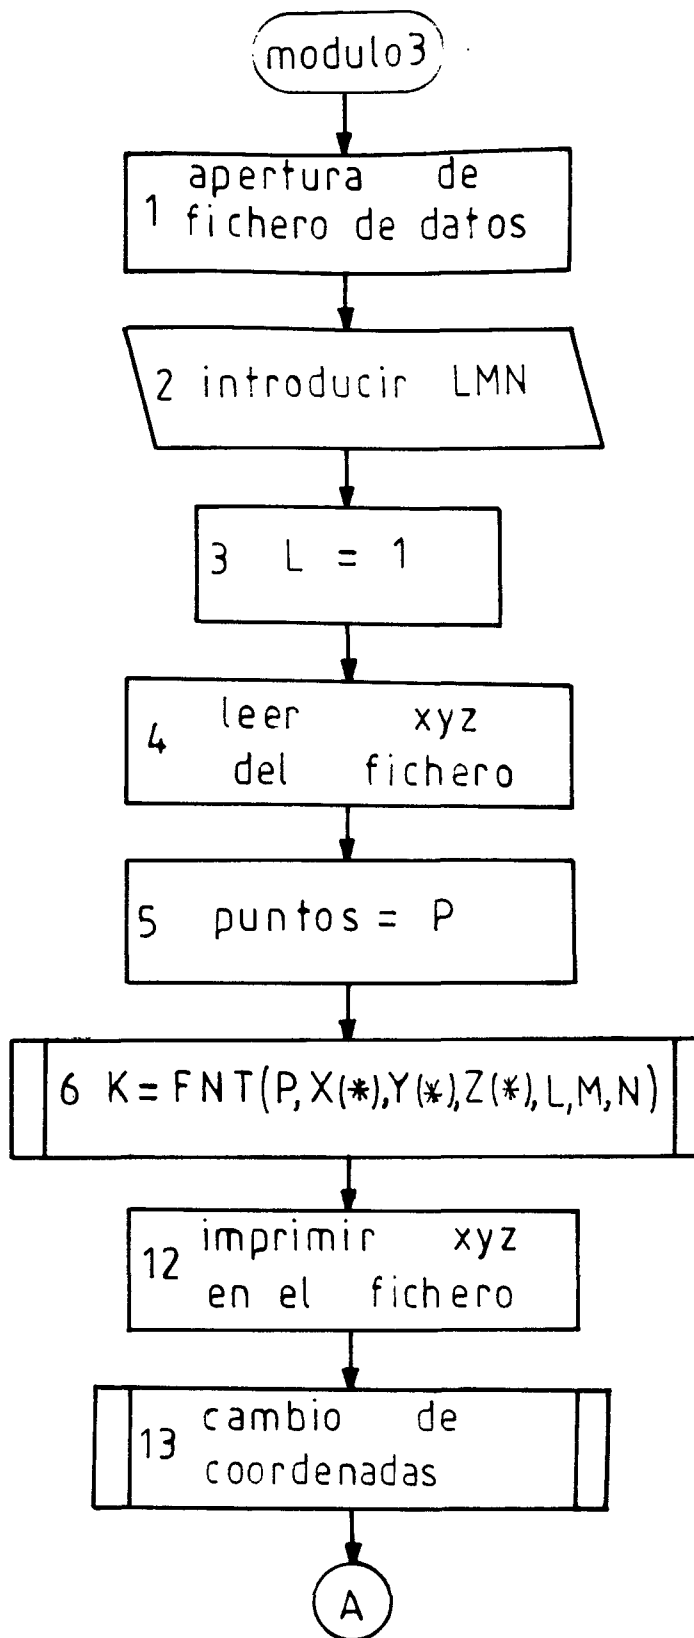 modulo3
1 apertura de
fichero de datos
2 introducir LMN
3 L = 1
4 leer xyz
del fichero
5 puntos = P
6 K = FNT(P,X(*),Y(*),Z(*),L,M,N)
12 imprimir xyz
en el fichero
13 cambio de
coordenadas
A